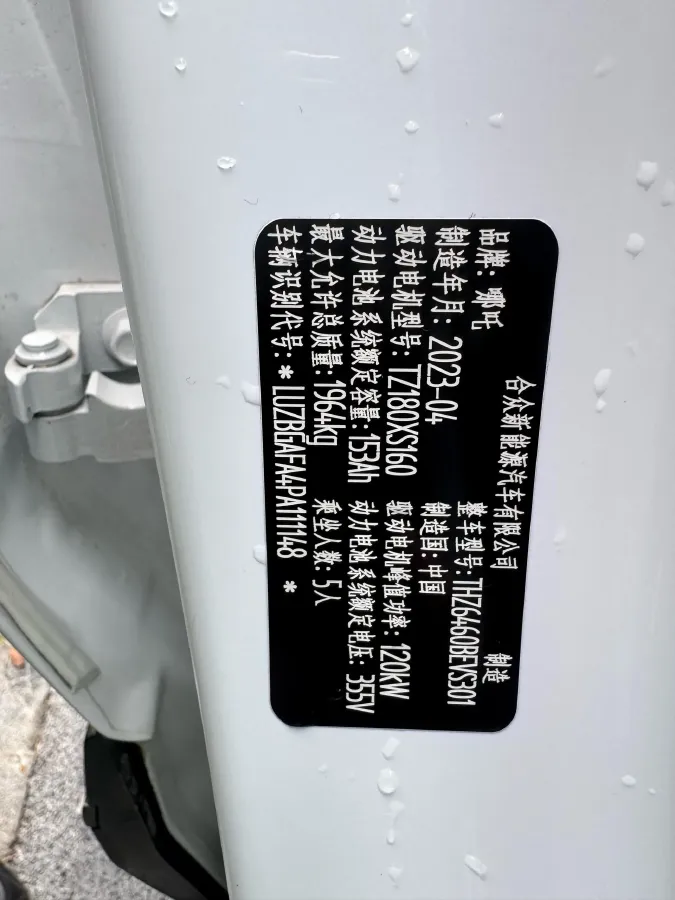 合众新能源汽车有限公司 制造
品牌: 哪吒 整车型号: THZ6460BEVS301
制造年月: 2023-04 制造国: 中国
驱动电机型号: TZ180XS160 驱动电机峰值功率: 120kW
动力电池系统额定容量: 153Ah 动力电池系统额定电压: 355V
最大允许总质量: 1964kg 乘坐人数: 5人
车辆识别代号: * LUZBGAFA4PA111148 *